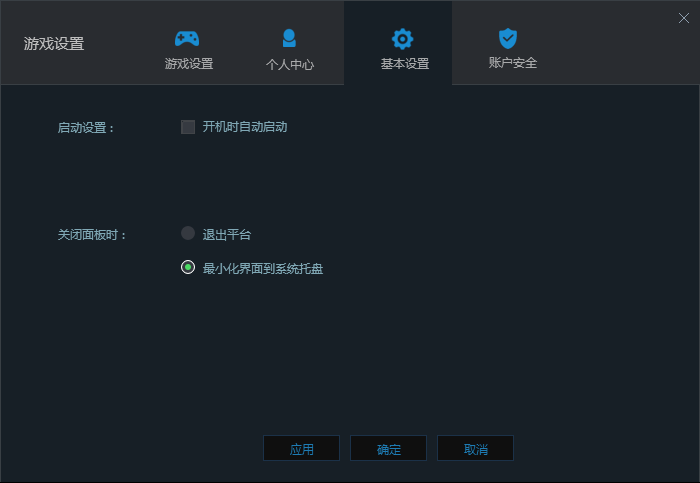 游戏设置
游戏设置
个人中心
基本设置
账户安全
启动设置：
开机时自动启动
关闭面板时：
退出平台
最小化界面到系统托盘
应用
确定
取消